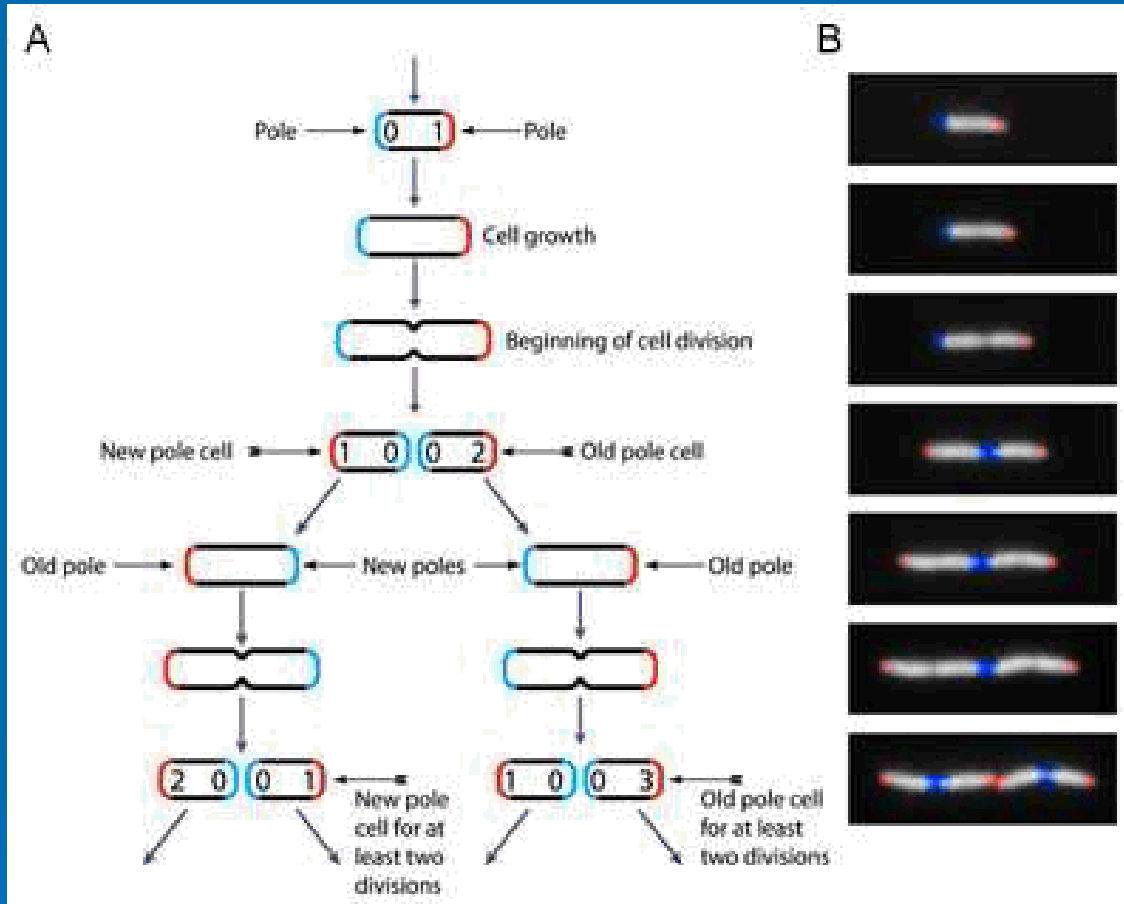 A
B
Pole
0 1
Pole
Cell growth
Beginning of cell division
New pole cell
1 0 0 2
Old pole cell
Old pole
New poles
Old pole
2 0 0 1
New pole
cell for at
least two
divisions
1 0 0 3
Old pole cell
for at least
two divisions